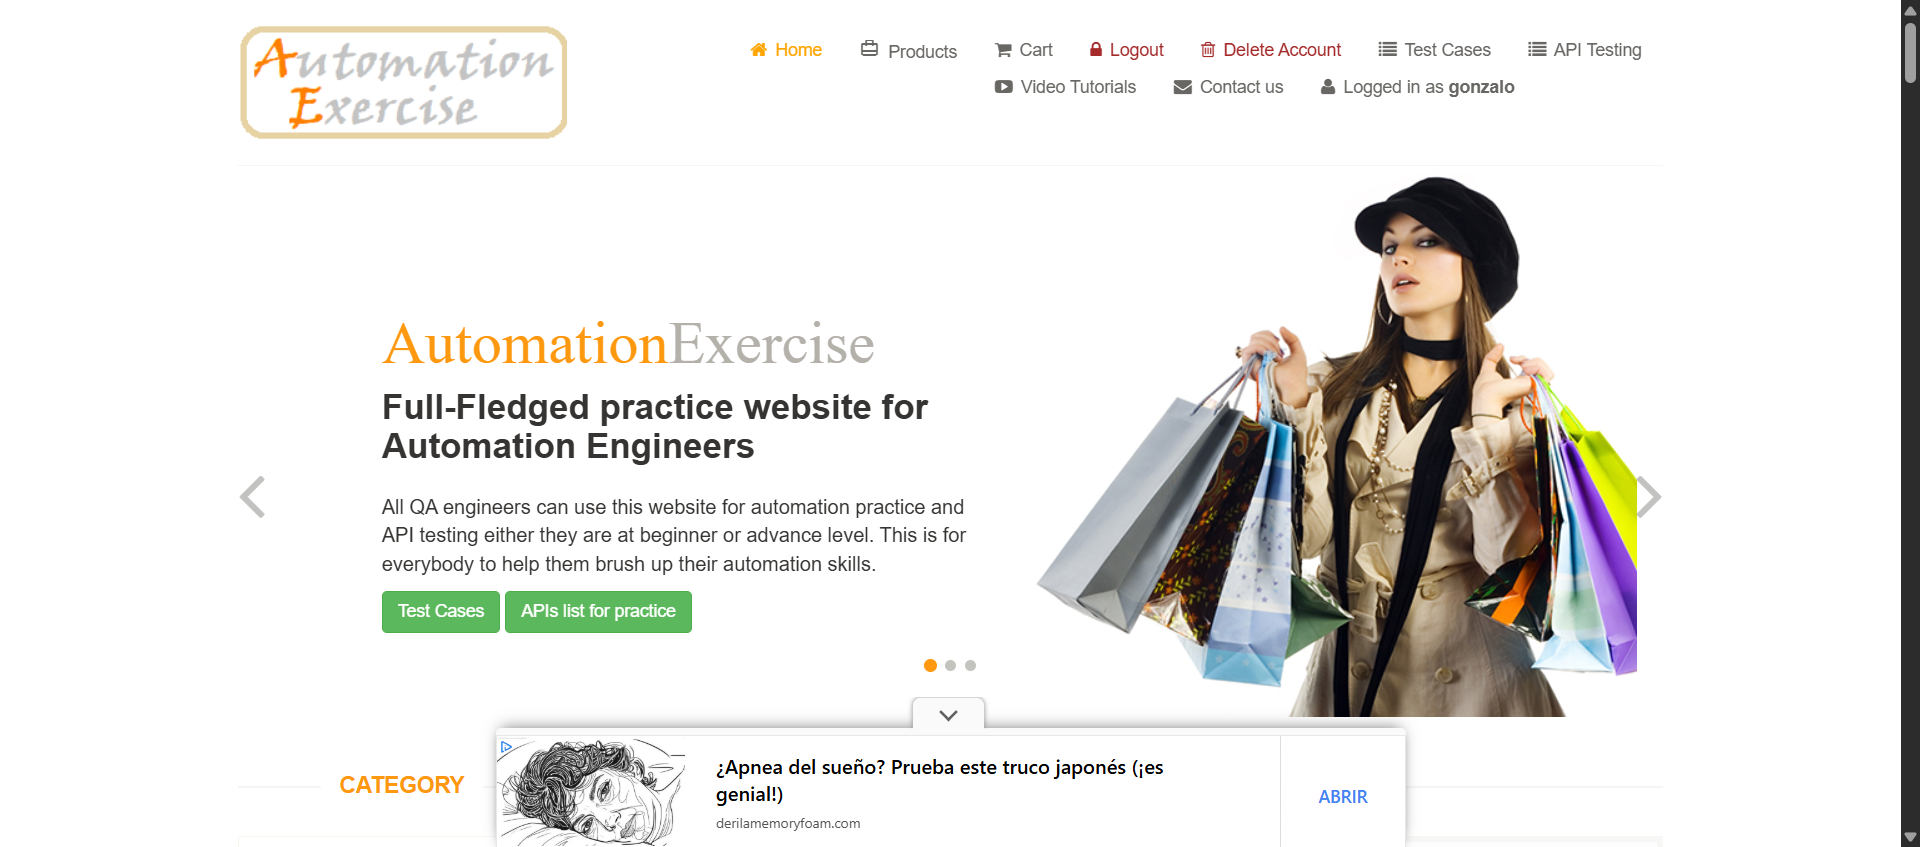 Automation
Exercise
Home
Products
Cart
Logout
Delete Account
Test Cases
API Testing
Video Tutorials
Contact us
Logged in as gonzalo
AutomationExercise
Full-Fledged practice website for
Automation Engineers
All QA engineers can use this website for automation practice and
API testing either they are at beginner or advance level. This is for
everybody to help them brush up their automation skills.
Test Cases
APIs list for practice
CATEGORY
¿Apnea del sueño? Prueba este truco japonés (¡es
genial!)
derilamemoryfoam.com
ABRIR